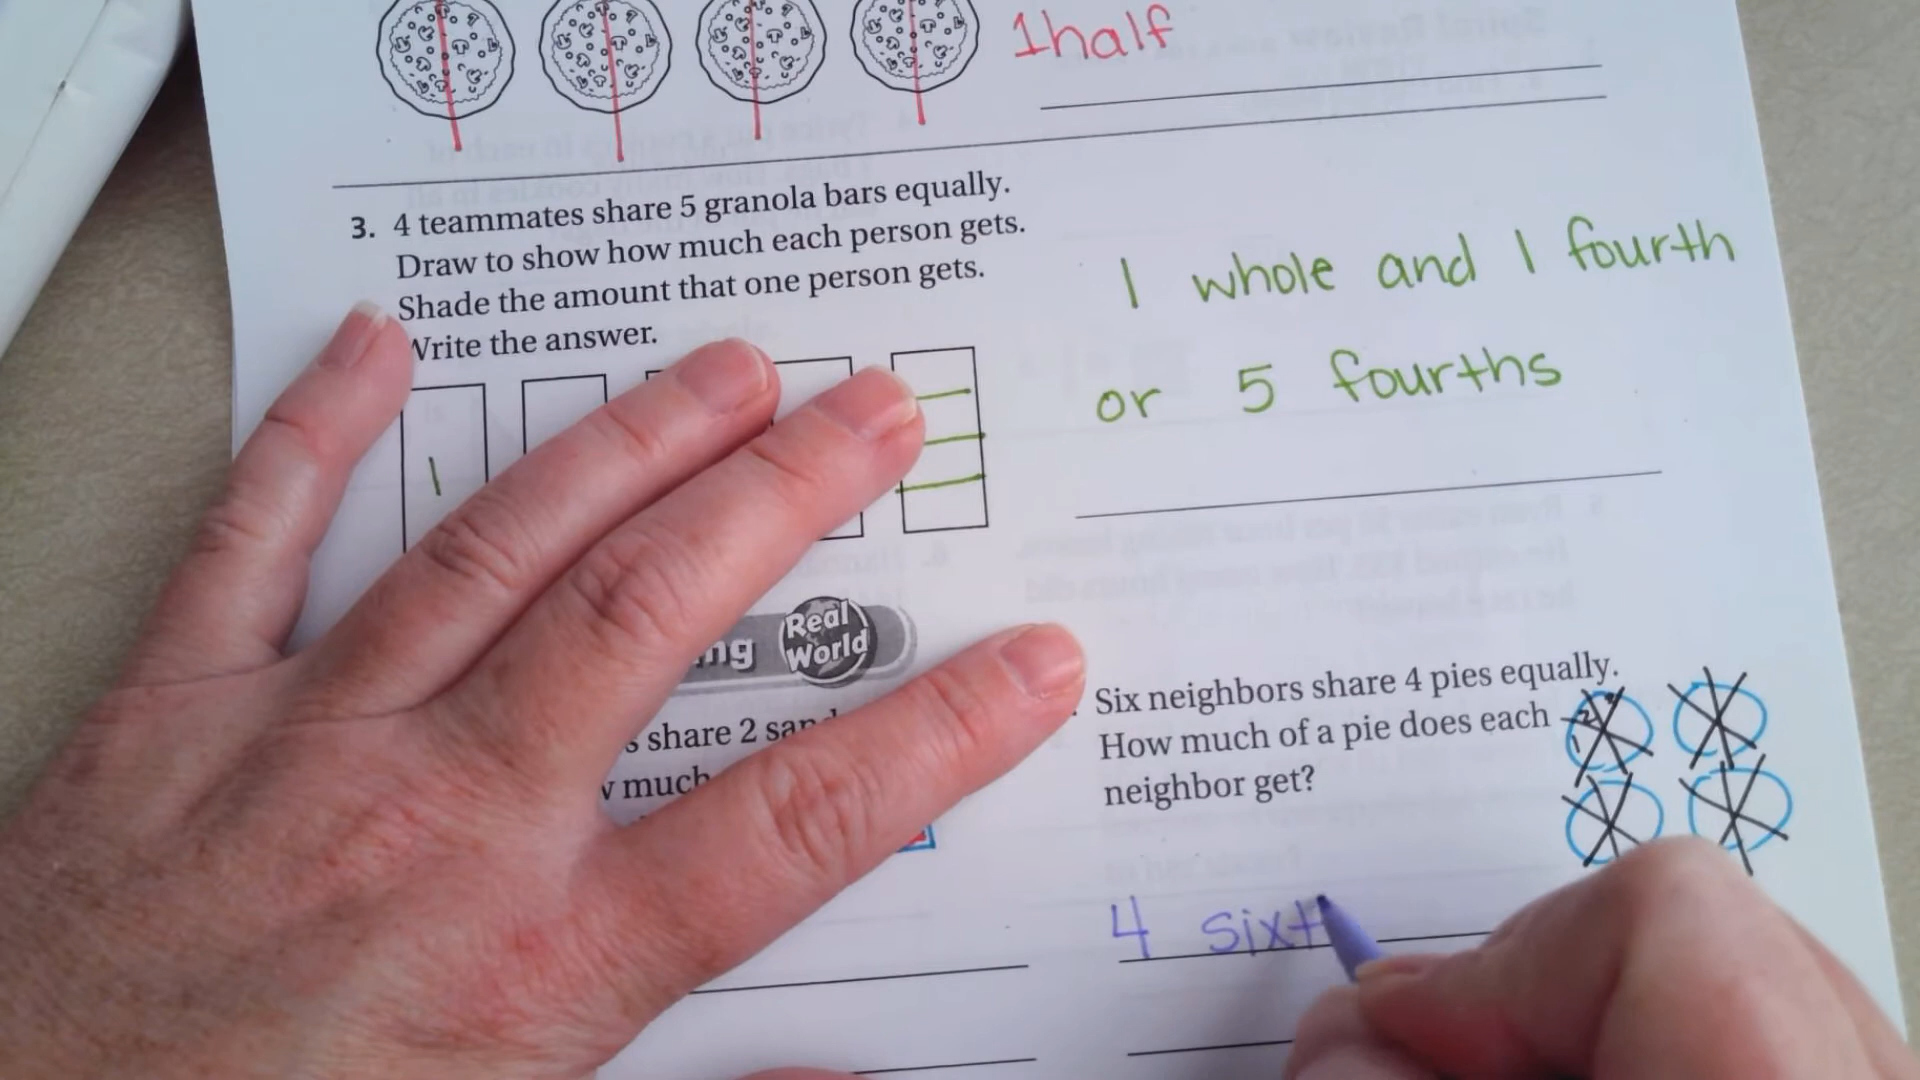 1half
3. 4 teammates share 5 granola bars equally.
Draw to show how much each person gets.
Shade the amount that one person gets.
Write the answer.
1 whole and 1 fourth
or 5 fourths
1
Real
World
share 2
much
Six neighbors share 4 pies equally.
How much of a pie does each
neighbor get?
4 sixt